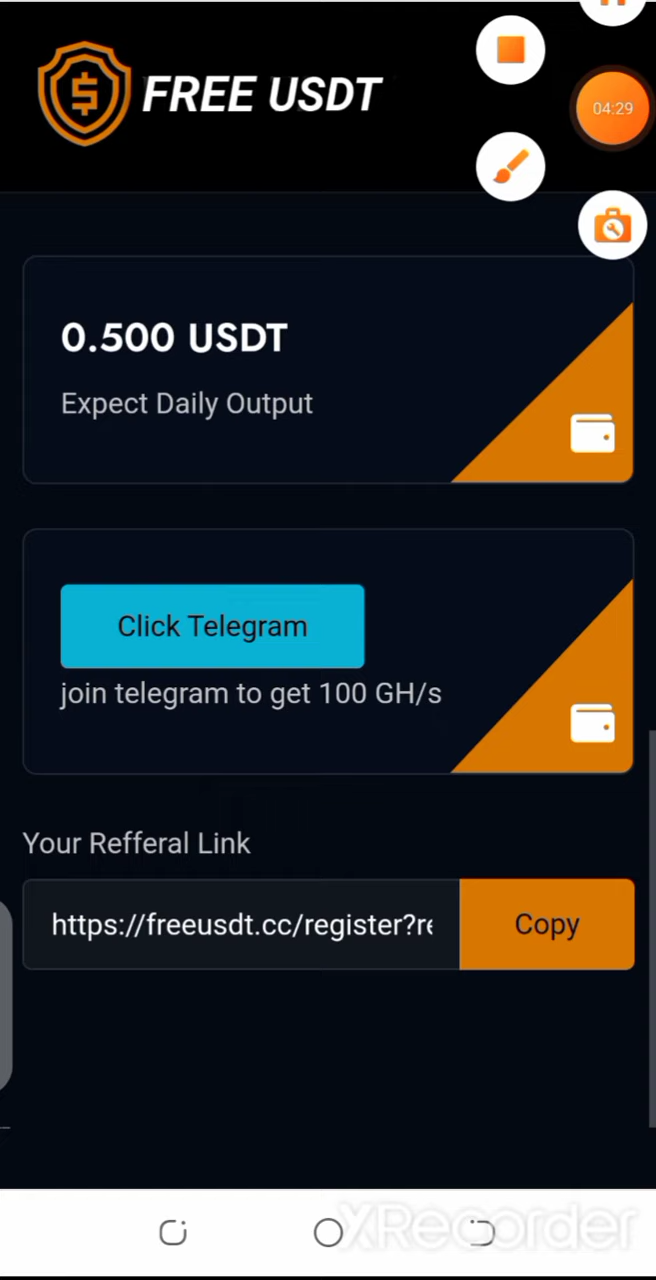 FREE USDT
04:29
0.500 USDT
Expect Daily Output
Click Telegram
join telegram to get 100 GH/s
Your Refferal Link
https://freeusdt.cc/register?re
Copy
XRecorder